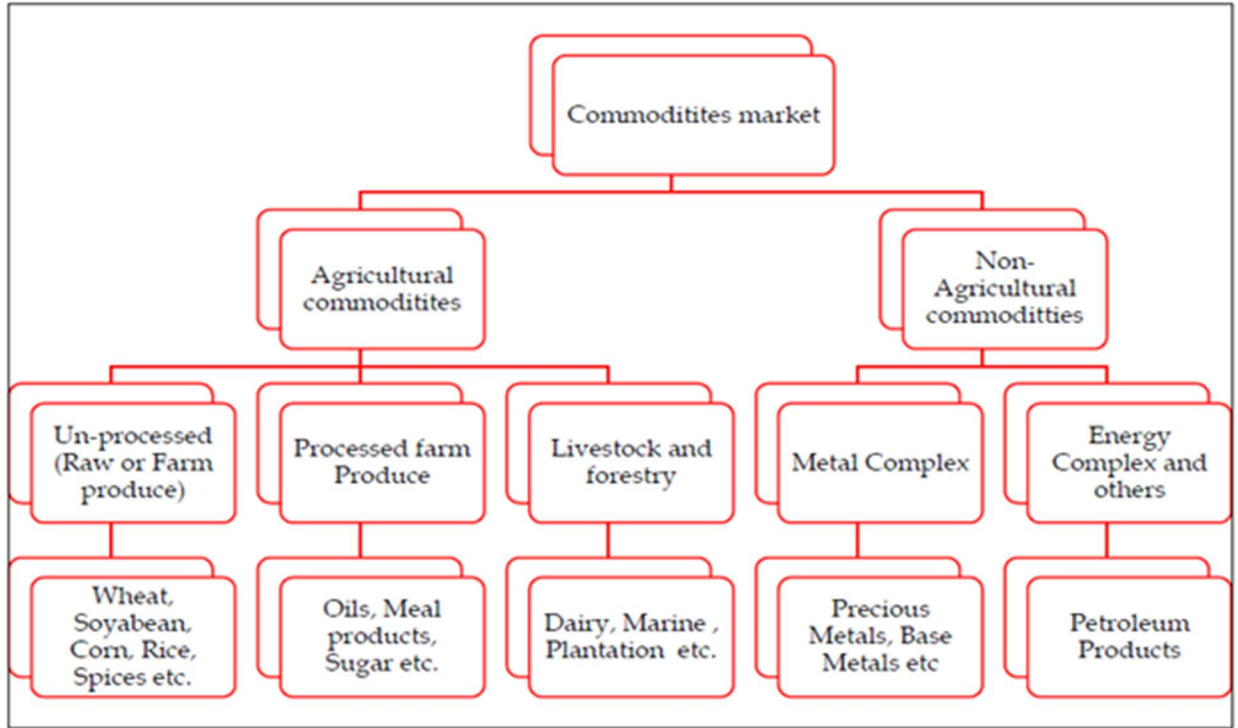 Commoditites market
Agricultural
commoditites
Non-
Agricultural
commoditties
Un-processed
(Raw or Farm
produce)
Processed farm
Produce
Livestock and
forestry
Metal Complex
Energy
Complex and
others
Wheat,
Soyabean,
Corn, Rice,
Spices etc.
Oils, Meal
products,
Sugar etc.
Dairy, Marine ,
Plantation  etc.
Precious
Metals, Base
Metals etc
Petroleum
Products